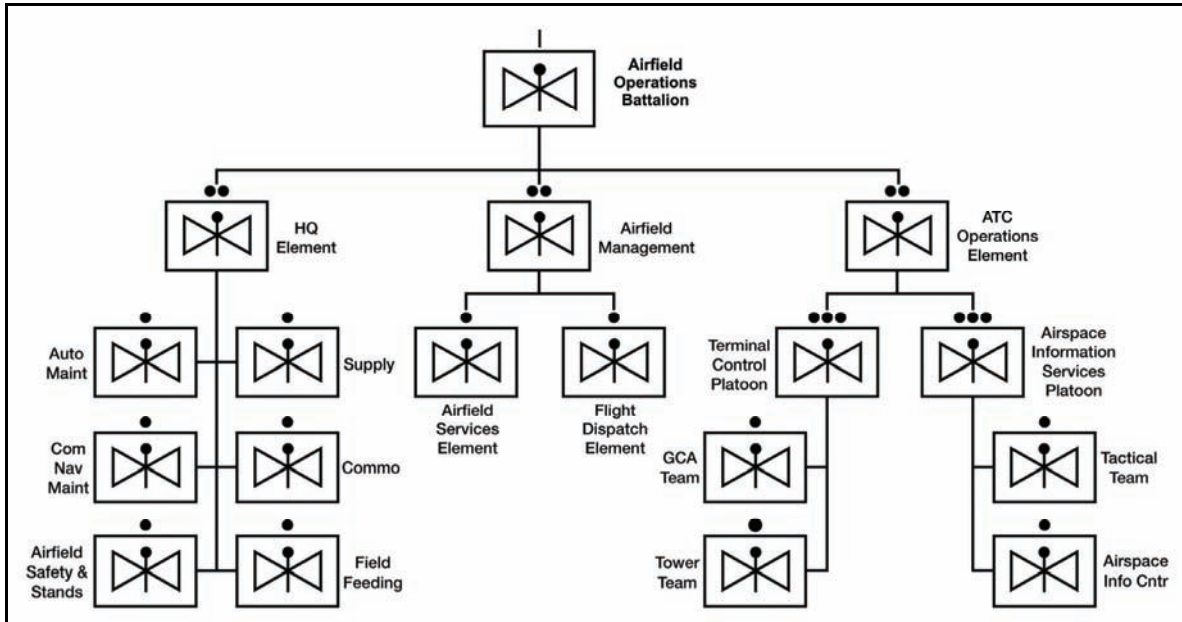 Airfield
Operations
Battalion
HQ
Element
Airfield
Management
ATC
Operations
Element
Auto
Maint
Supply
Com
Nav
Maint
Commo
Airfield
Safety &
Stands
Field
Feeding
Airfield
Services
Element
Flight
Dispatch
Element
Terminal
Control
Platoon
Airspace
Information
Services
Platoon
GCA
Team
Tower
Team
Tactical
Team
Airspace
Info Cntr